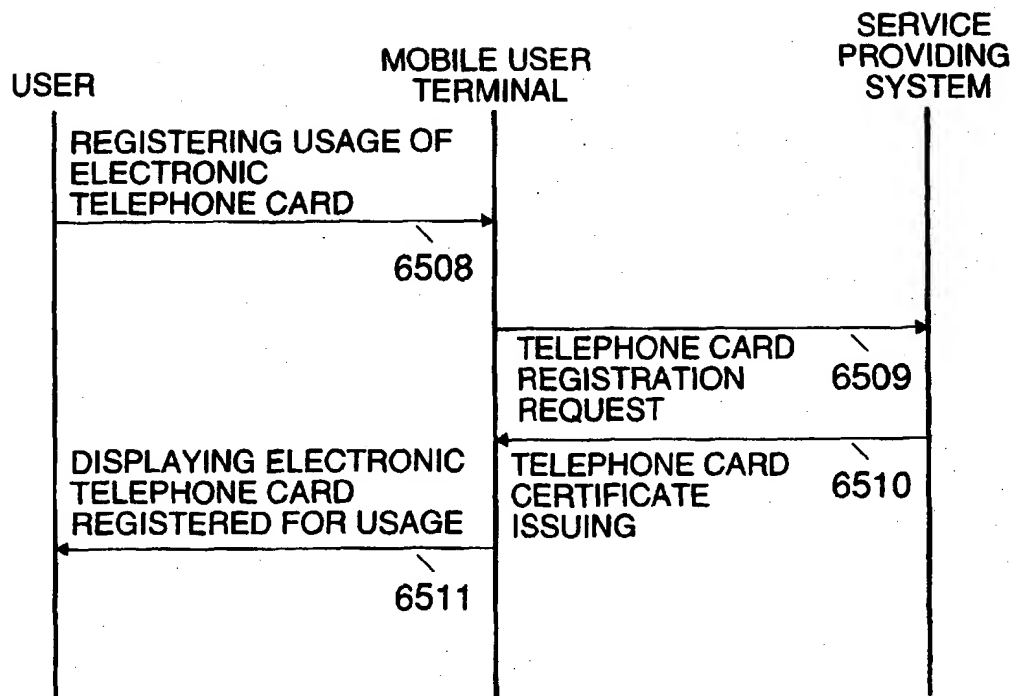 USER
MOBILE USER
TERMINAL
SERVICE
PROVIDING
SYSTEM
REGISTERING USAGE OF
ELECTRONIC
TELEPHONE CARD
6508
TELEPHONE CARD
REGISTRATION
REQUEST
6509
DISPLAYING ELECTRONIC
TELEPHONE CARD
REGISTERED FOR USAGE
TELEPHONE CARD
CERTIFICATE
ISSUING
6510
6511